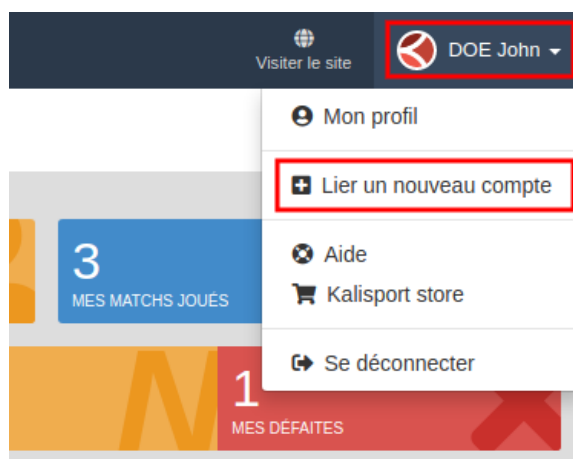 Visiter le site
DOE John
Mon profil
Lier un nouveau compte
Aide
Kalisport store
Se déconnecter
3
MES MATCHS JOUÉS
N
1
MES DÉFAITES